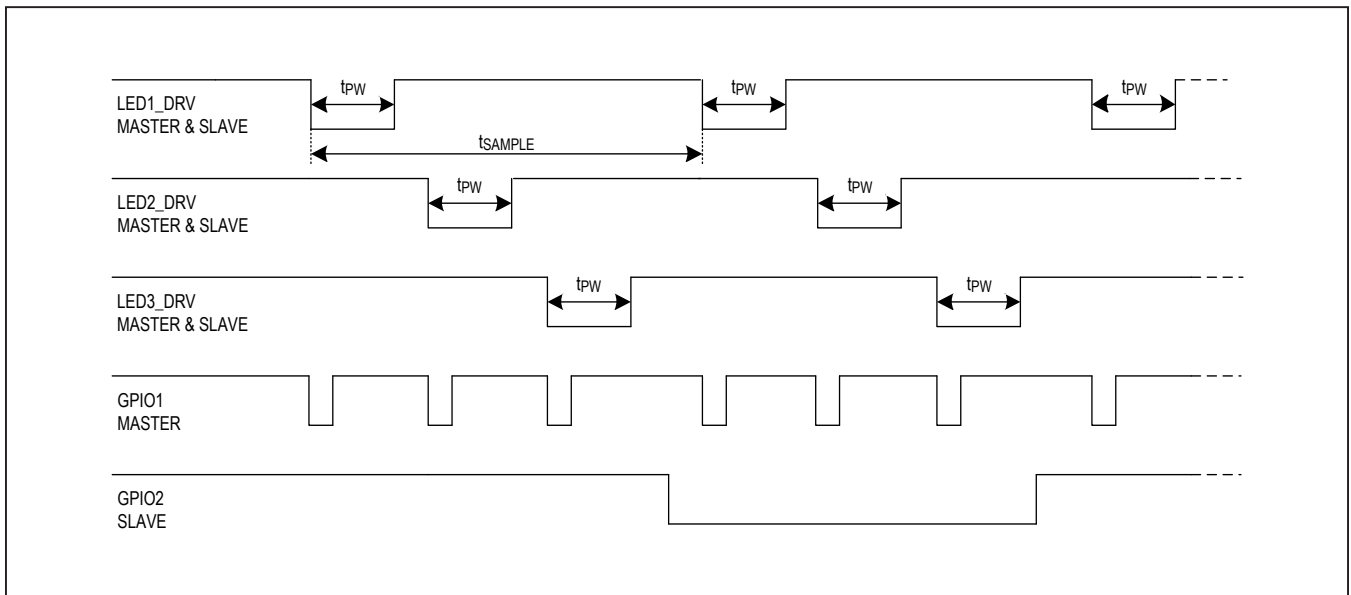 LED1_DRV
MASTER & SLAVE
tPW
tPW
tPW
tSAMPLE
LED2_DRV
MASTER & SLAVE
tPW
tPW
LED3_DRV
MASTER & SLAVE
tPW
tPW
GPIO1
MASTER
GPIO2
SLAVE